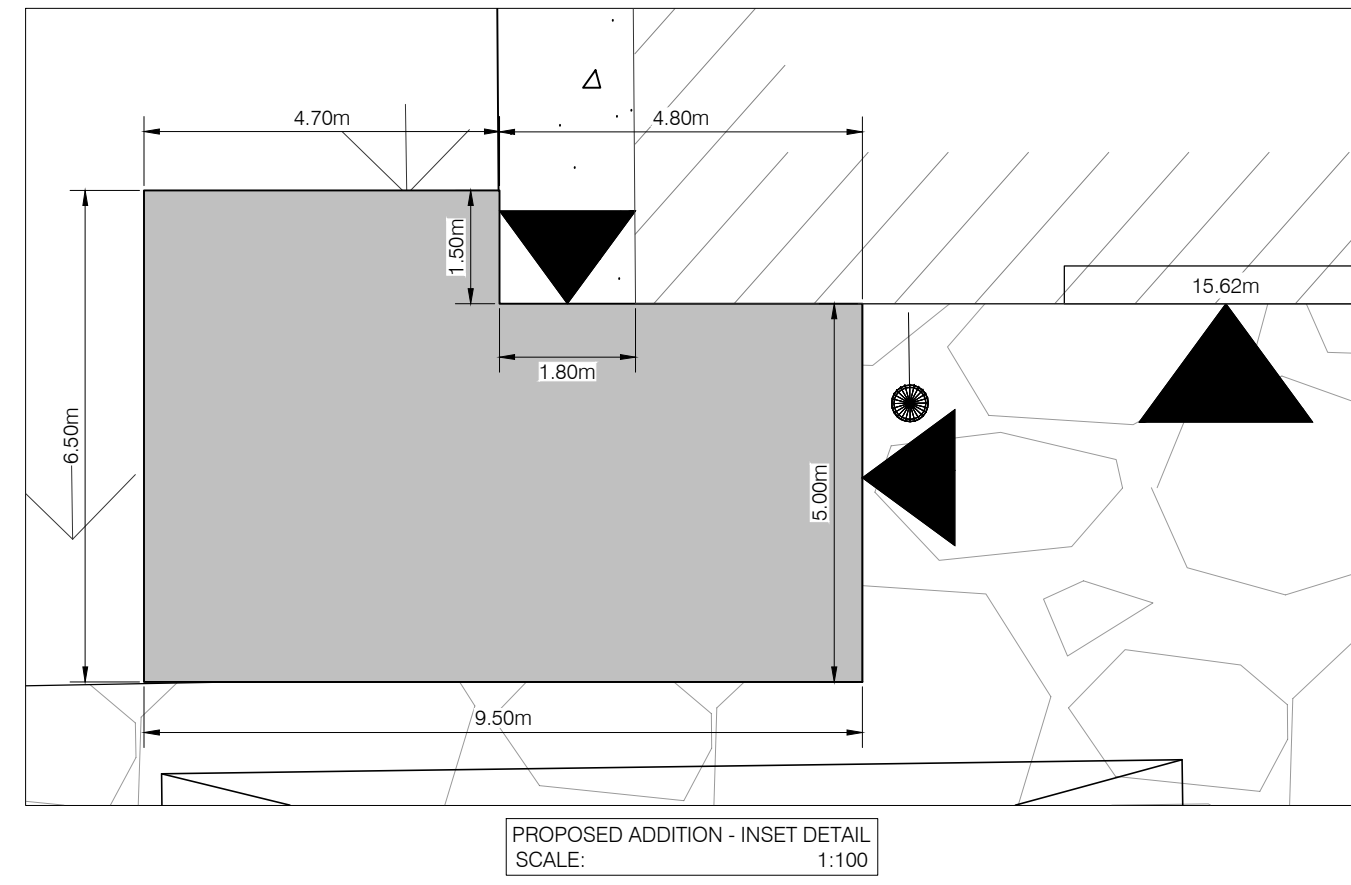 4.70m
4.80m
1.50m
15.62m
1.80m
6.50m
5.00m
9.50m
PROPOSED ADDITION - INSET DETAIL
SCALE: 1:100